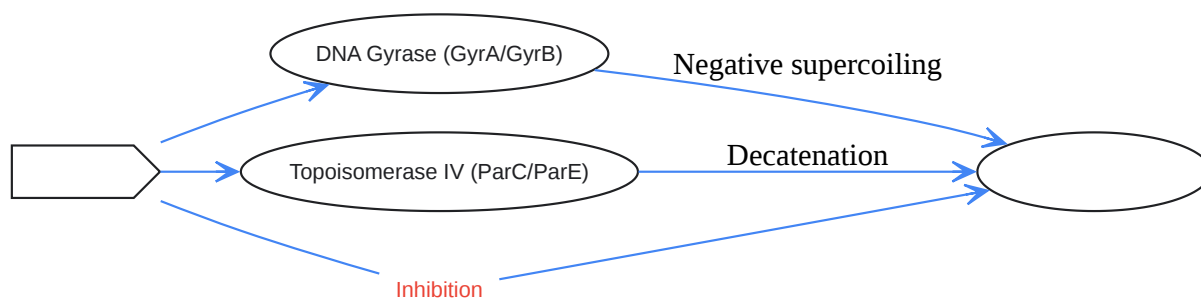 DNA Gyrase (GyrA/GyrB)
Negative supercoiling
Topoisomerase IV (ParC/ParE)
Decatenation
Inhibition